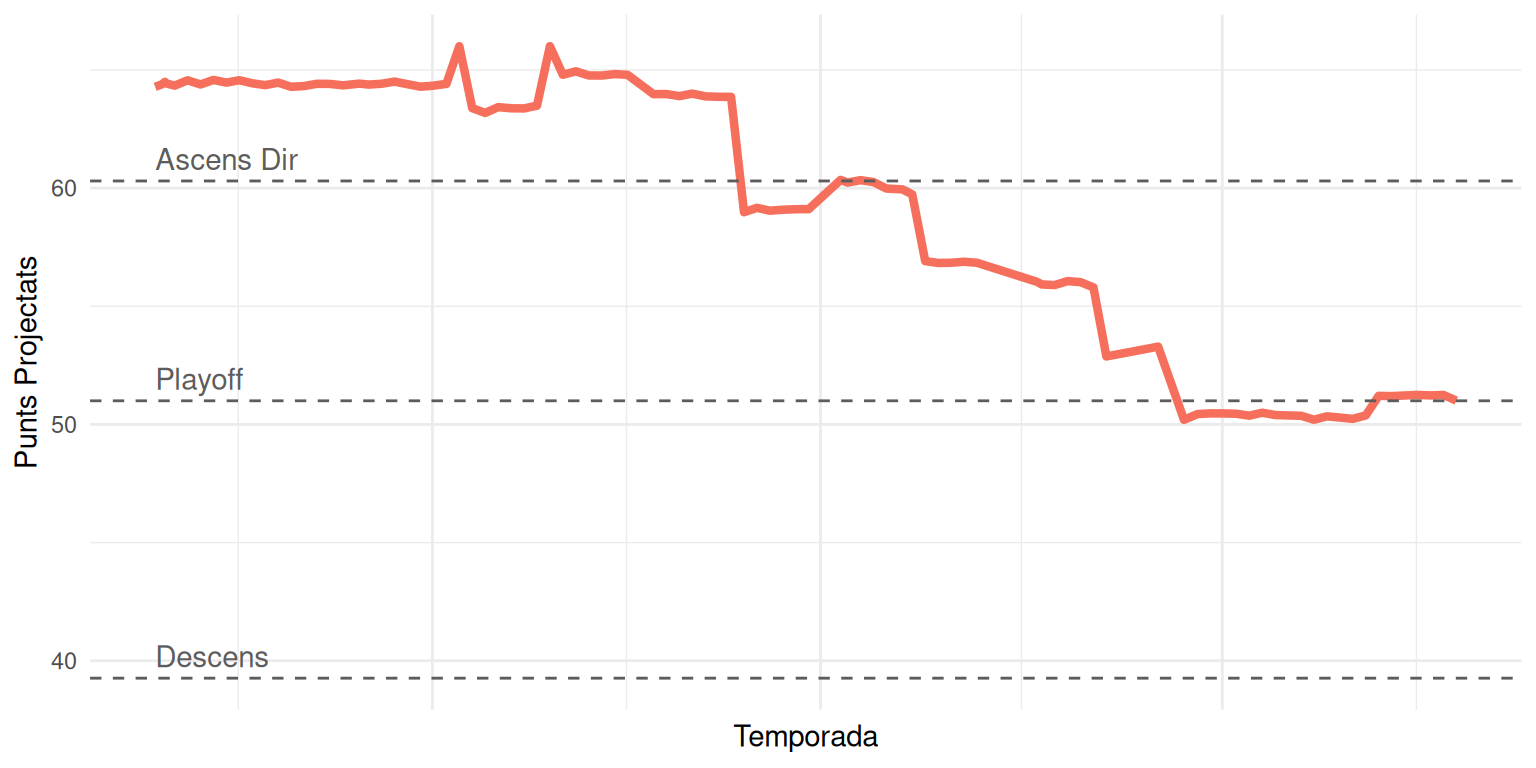 Ascens Dir
60
Playoff
50
Descens
40
Punts Projectats
Temporada